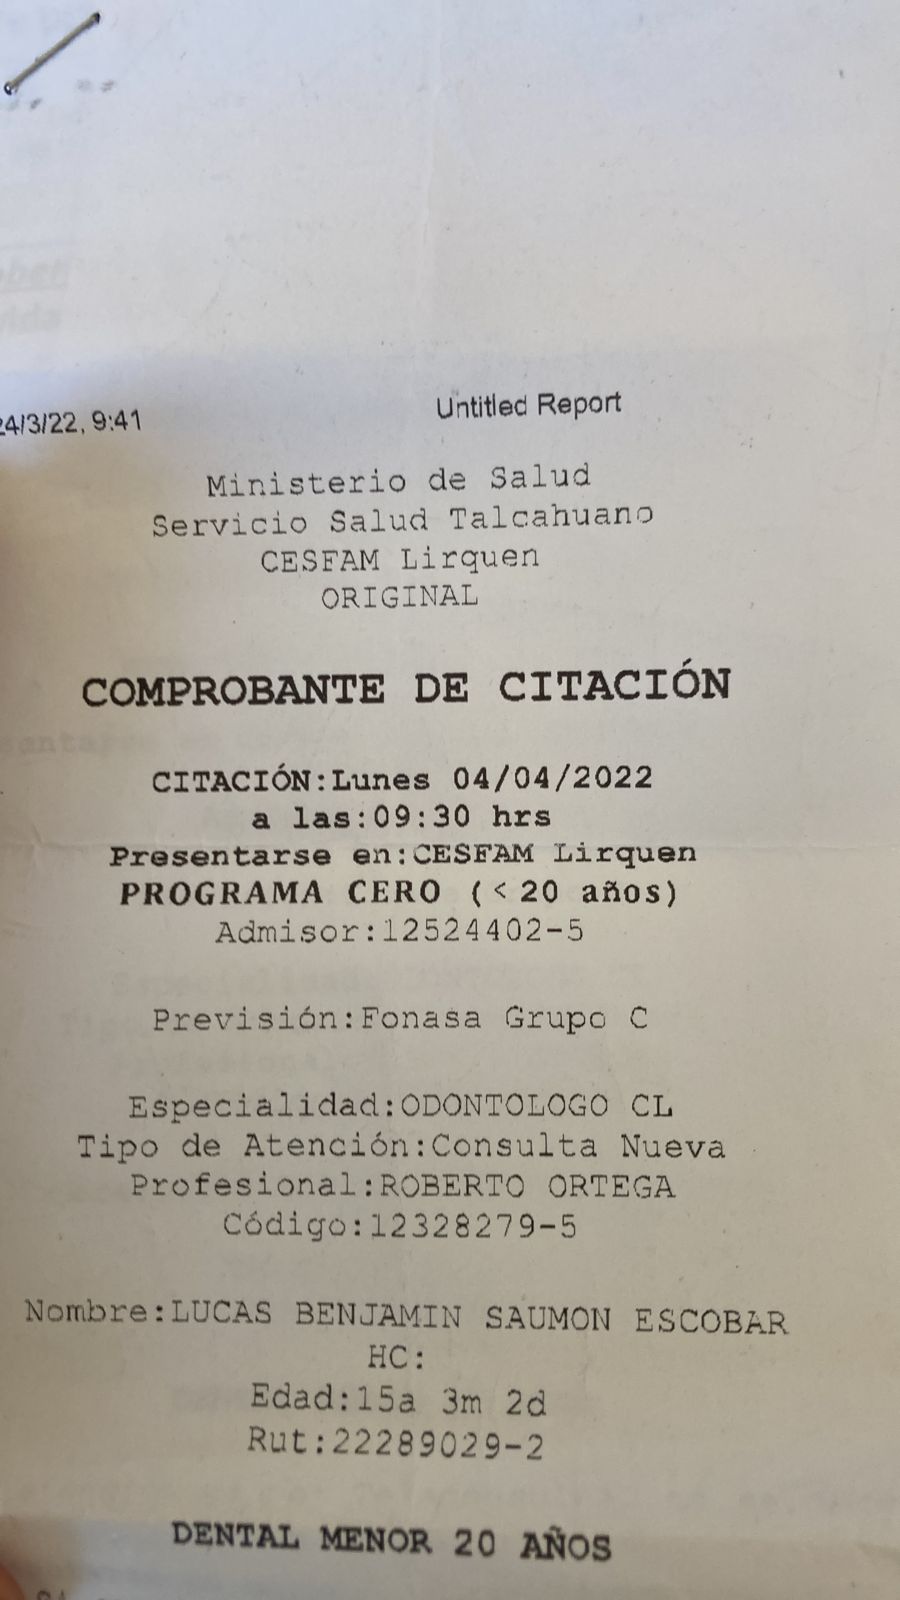 24/3/22, 9:41 Untitled Report
Ministerio de Salud
Servicio Salud Talcahuano
CESFAM Lirquen
ORIGINAL
COMPROBANTE DE CITACIÓN
CITACIÓN:Lunes 04/04/2022
a las:09:30 hrs
Presentarse en:CESFAM Lirquen
PROGRAMA CERO (< 20 años)
Admisor:12524402-5
Previsión:Fonasa Grupo C
Especialidad:ODONTOLOGO CL
Tipo de Atención:Consulta Nueva
Profesional:ROBERTO ORTEGA
Código:12328279-5
Nombre:LUCAS BENJAMIN SAUMON ESCOBAR
HC:
Edad:15a 3m 2d
Rut:22289029-2
DENTAL MENOR 20 AÑOS